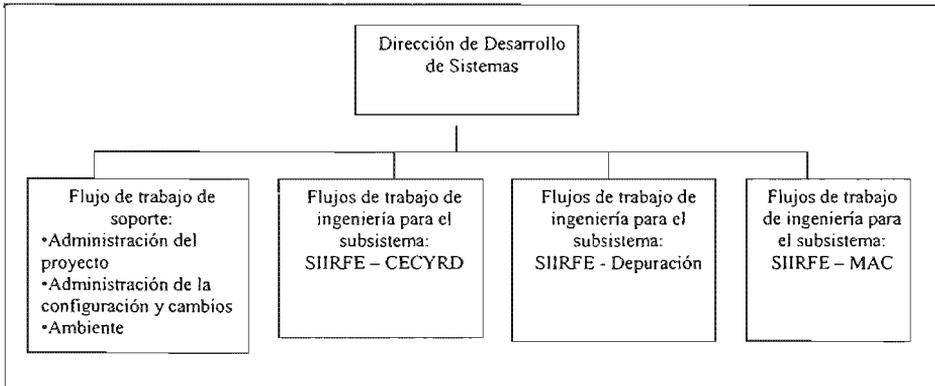 Dirección de Desarrollo
de Sistemas
Flujo de trabajo de
soporte:
•Administración del
proyecto
•Administración de la
configuración y cambios
•Ambiente
Flujos de trabajo de
ingeniería para el
subsistema:
SIIRFE – CECYRD
Flujos de trabajo de
ingeniería para el
subsistema:
SIIRFE - Depuración
Flujos de trabajo
de ingeniería para
el subsistema:
SIIRFE – MAC